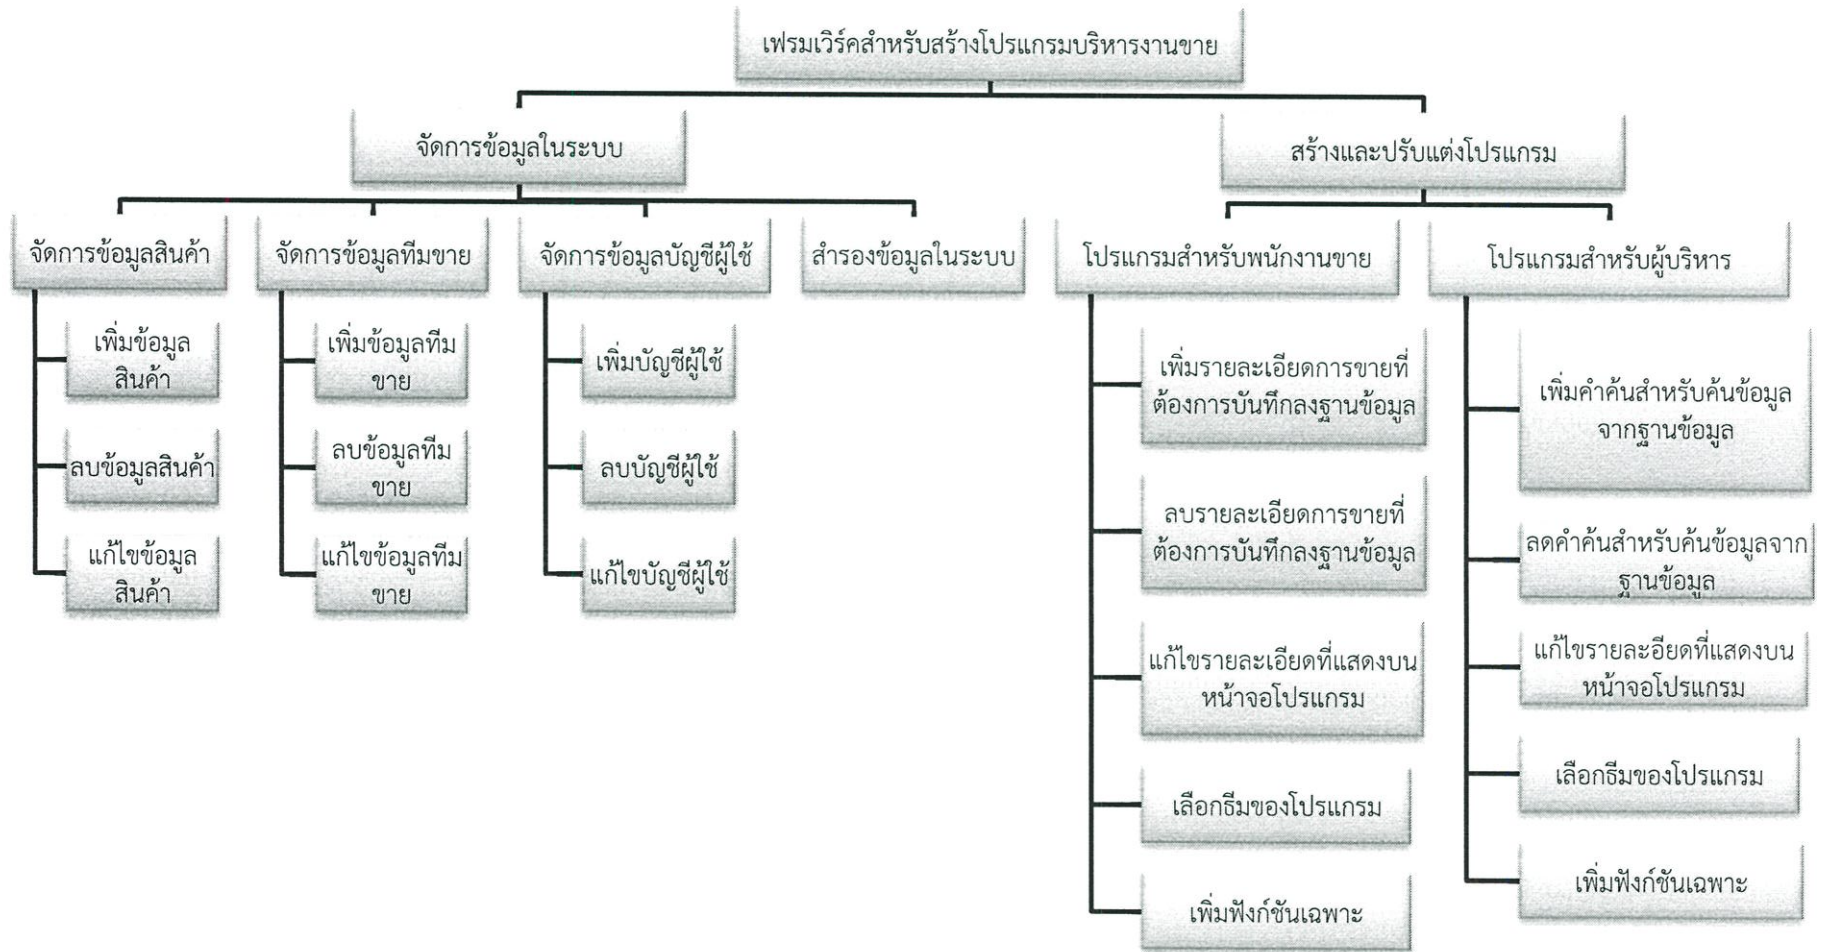 เฟรมเวิร์คสำหรับสร้างโปรแกรมบริหารงานขาย
จัดการข้อมูลในระบบ
สร้างและปรับแต่งโปรแกรม
จัดการข้อมูลสินค้า
จัดการข้อมูลทีมขาย
จัดการข้อมูลบัญชีผู้ใช้
สำรองข้อมูลในระบบ
โปรแกรมสำหรับพนักงานขาย
โปรแกรมสำหรับผู้บริหาร
เพิ่มข้อมูล
สินค้า
ลบข้อมูลสินค้า
แก้ไขข้อมูล
สินค้า
เพิ่มข้อมูลทีม
ขาย
ลบข้อมูลทีม
ขาย
แก้ไขข้อมูลทีม
ขาย
เพิ่มบัญชีผู้ใช้
ลบบัญชีผู้ใช้
แก้ไขบัญชีผู้ใช้
เพิ่มรายละเอียดการขายที่
ต้องการบันทึกลงฐานข้อมูล
ลบรายละเอียดการขายที่
ต้องการบันทึกลงฐานข้อมูล
แก้ไขรายละเอียดที่แสดงบน
หน้าจอโปรแกรม
เลือกธีมของโปรแกรม
เพิ่มฟังก์ชันเฉพาะ
เพิ่มคำค้นสำหรับค้นข้อมูล
จากฐานข้อมูล
ลดคำค้นสำหรับค้นข้อมูลจาก
ฐานข้อมูล
แก้ไขรายละอียดที่แสดงบน
หน้าจอโปรแกรม
เลือกธีมของโปรแกรม
เพิ่มฟังก์ชันเฉพาะ